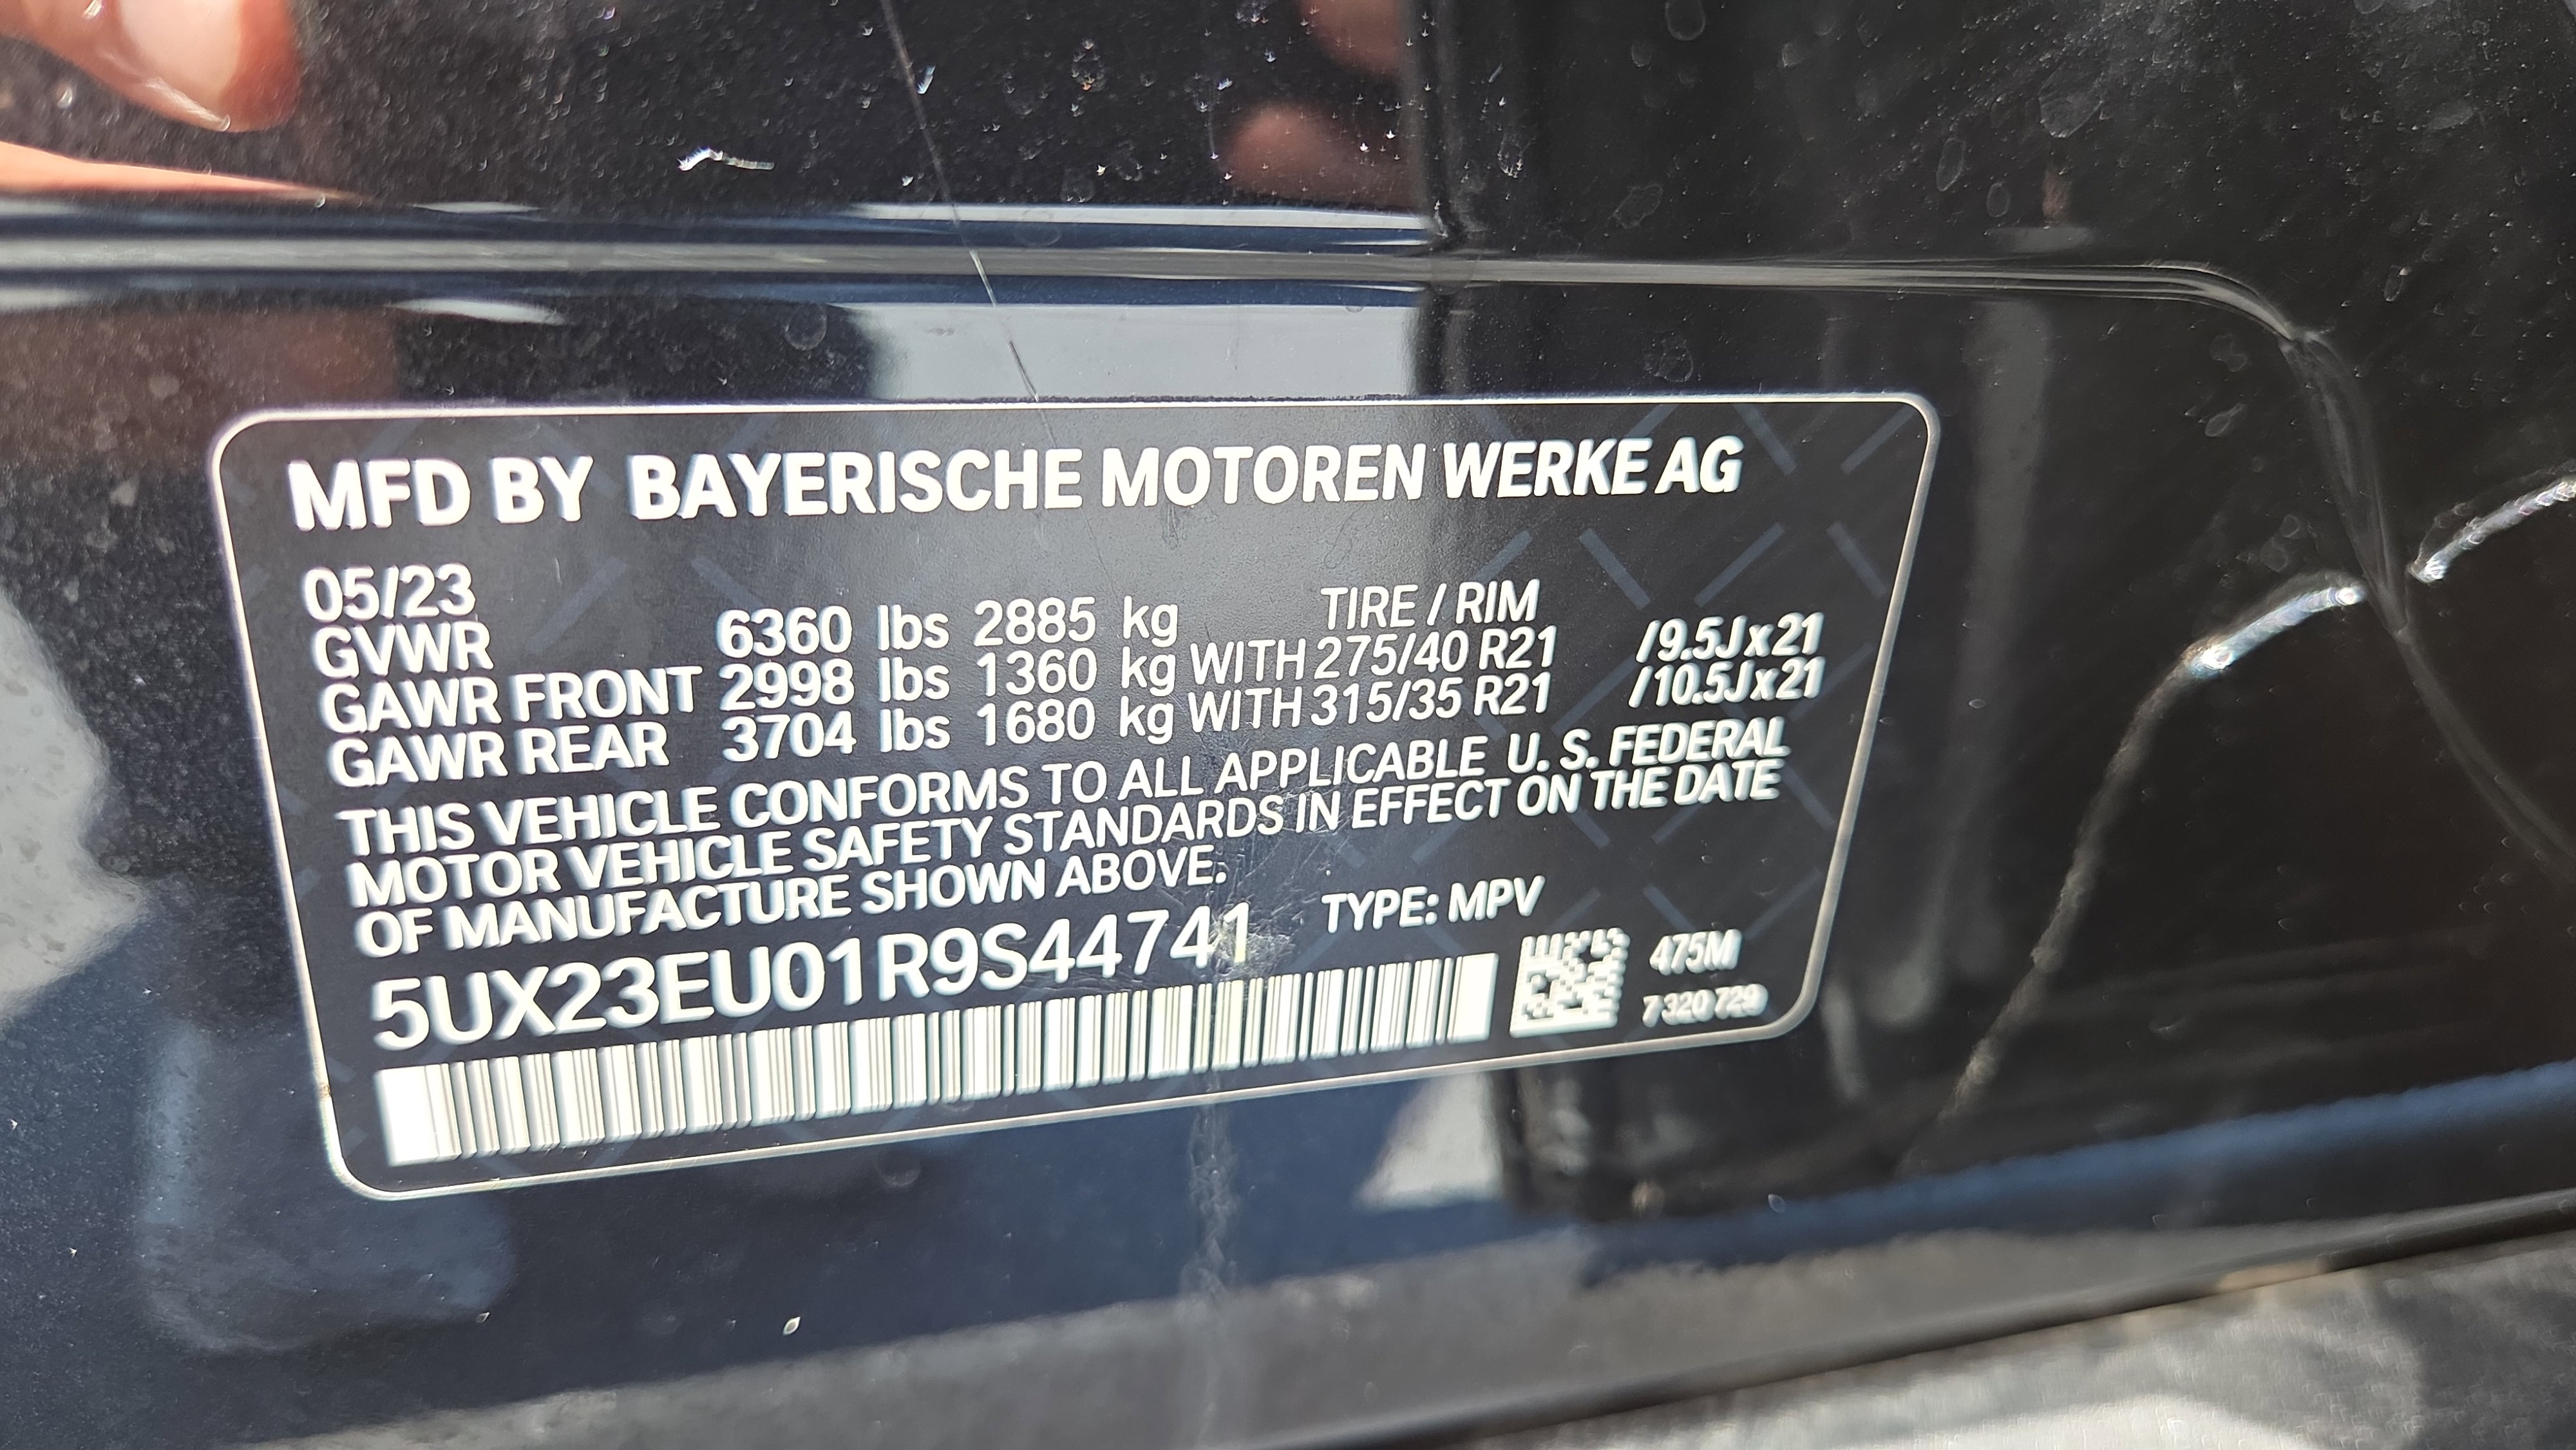 MFD BY BAYERISCHE MOTOREN WERKE AG
05/23 TIRE / RIM
GVWR 6360 lbs 2885 kg
GAWR FRONT 2998 lbs 1360 kg WITH 275/40 R21 /9.5Jx21
GAWR REAR 3704 lbs 1680 kg WITH 315/35 R21 /10.5Jx21
THIS VEHICLE CONFORMS TO ALL APPLICABLE U. S. FEDERAL
MOTOR VEHICLE SAFETY STANDARDS IN EFFECT ON THE DATE
OF MANUFACTURE SHOWN ABOVE.
5UX23EU01R9S44741 TYPE: MPV
475M
7 320 729